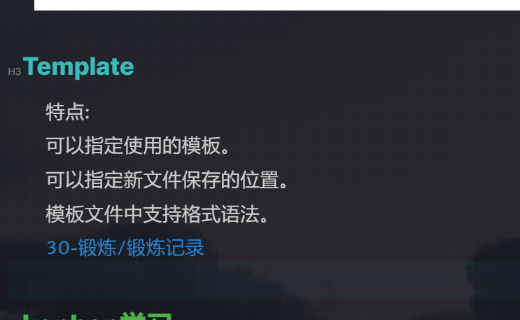 H3 Template
特点:
可以指定使用的模板。
可以指定新文件保存的位置。
模板文件中支持格式语法。
30-锻炼/锻炼记录